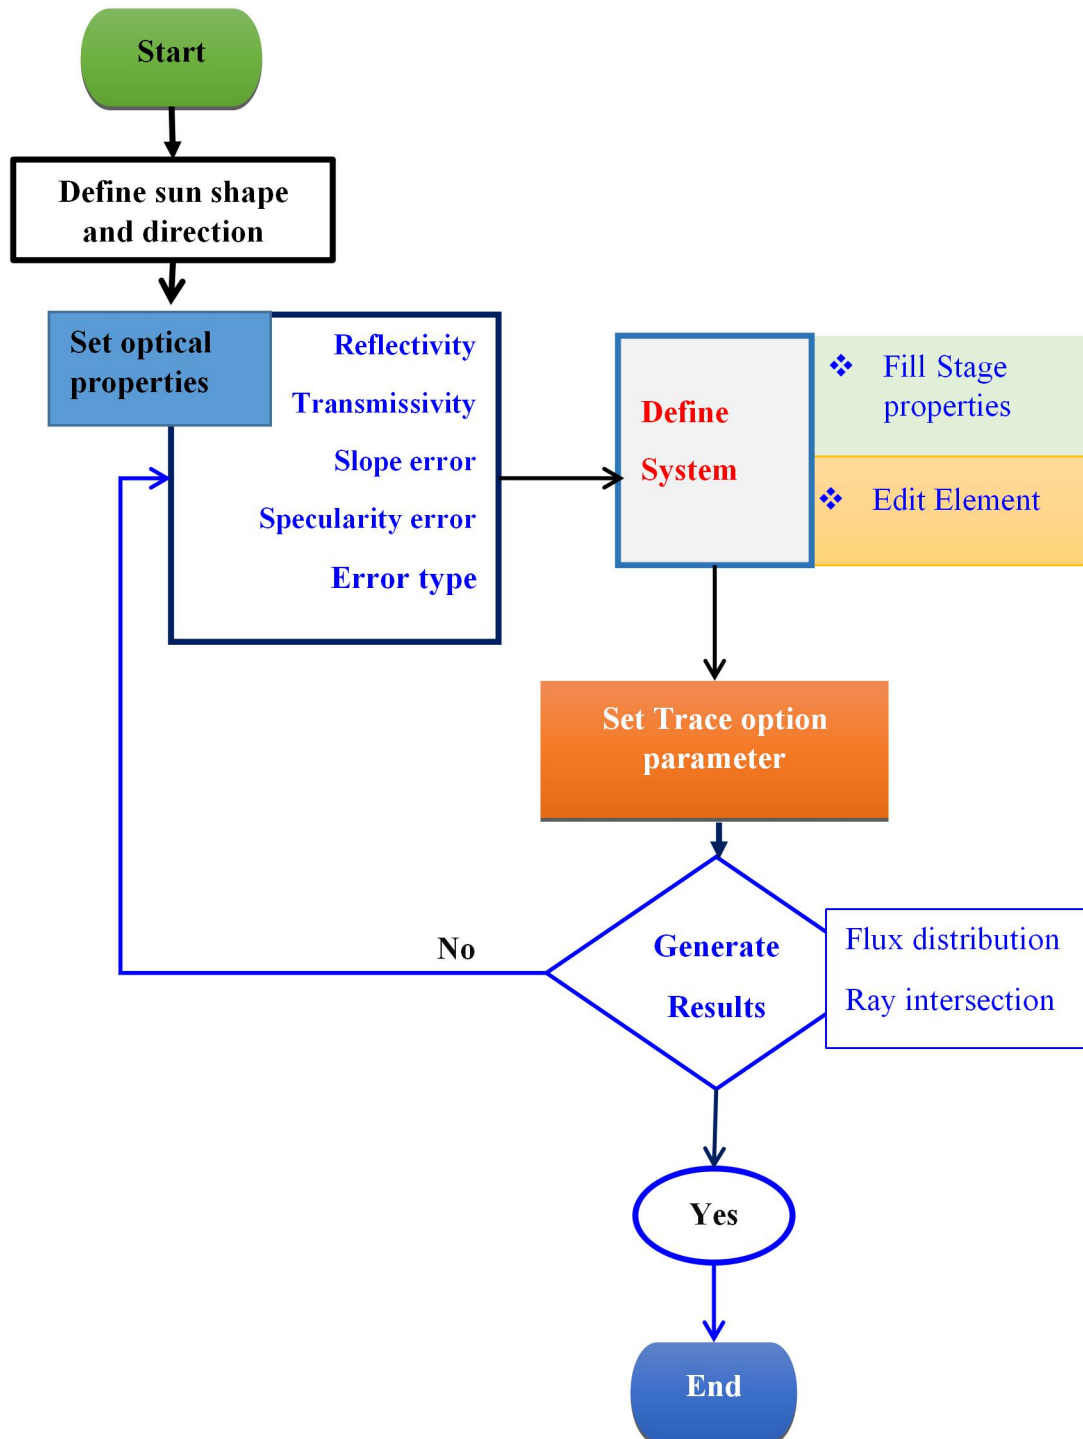 Start
Define sun shape
and direction
Set optical
properties
Reflectivity
Transmissivity
Slope error
Specularity error
Error type
Define
System
❖ Fill Stage
properties
❖ Edit Element
Set Trace option
parameter
No
Generate
Results
Flux distribution
Ray intersection
Yes
End